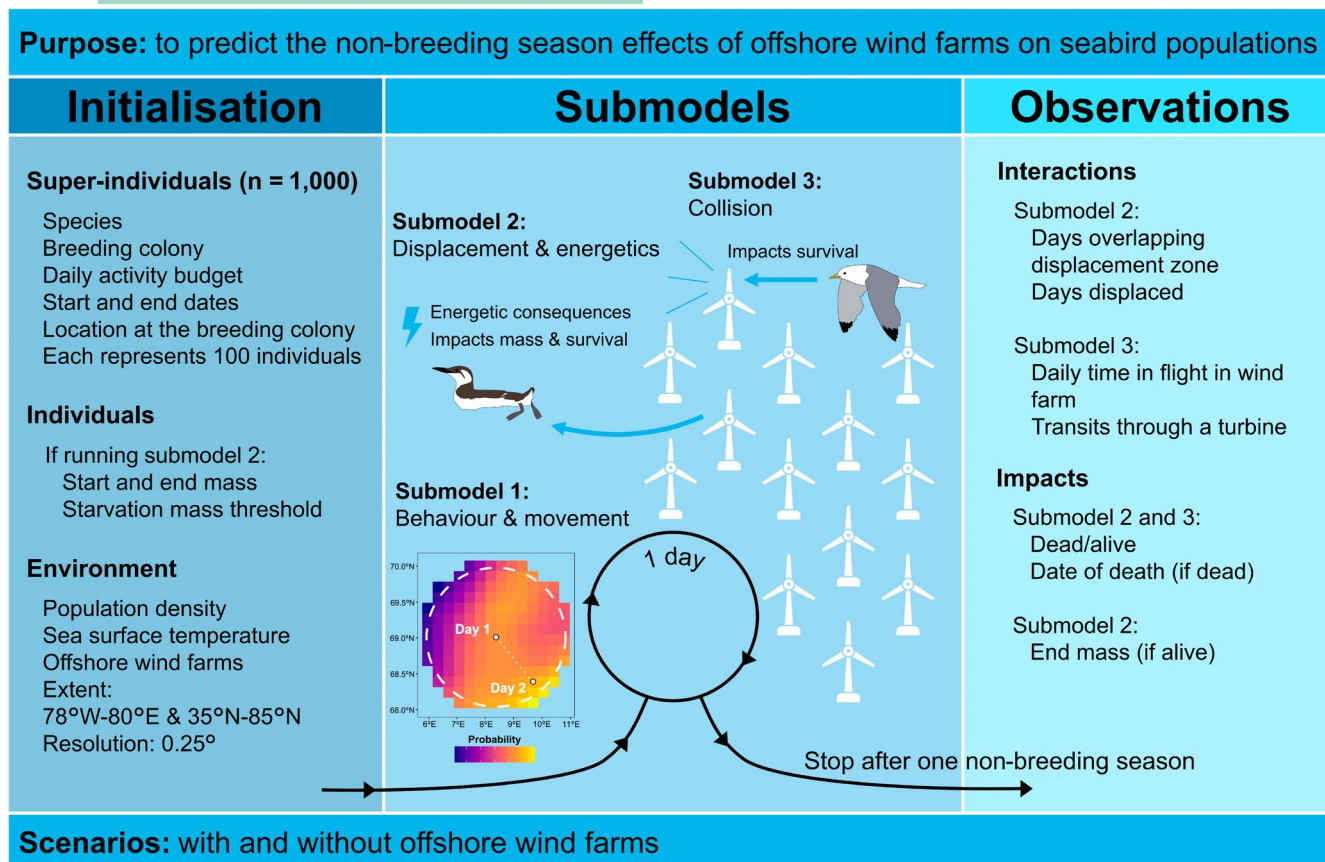 Purpose: to predict the non-breeding season effects of offshore wind farms on seabird populations
Initialisation
Super-individuals (n = 1,000)
Species
Breeding colony
Daily activity budget
Start and end dates
Location at the breeding colony
Each represents 100 individuals
Individuals
If running submodel 2:
Start and end mass
Starvation mass threshold
Environment
Population density
Sea surface temperature
Offshore wind farms
Extent:
78°W-80°E & 35°N-85°N
Resolution: 0.25°
Submodels
Submodel 3:
Collision
Impacts survival
Submodel 2:
Displacement & energetics
Energetic consequences
Impacts mass & survival
Submodel 1:
Behaviour & movement
70.0°N
69.5°N
69.0°N
68.5°N
68.0°N
Day 1
Day 2
6°E 7°E 8°E 9°E 10°E 11°E
Probability
1 day
Stop after one non-breeding season
Observations
Interactions
Submodel 2:
Days overlapping
displacement zone
Days displaced
Submodel 3:
Daily time in flight in wind
farm
Transits through a turbine
Impacts
Submodel 2 and 3:
Dead/alive
Date of death (if dead)
Submodel 2:
End mass (if alive)
Scenarios: with and without offshore wind farms